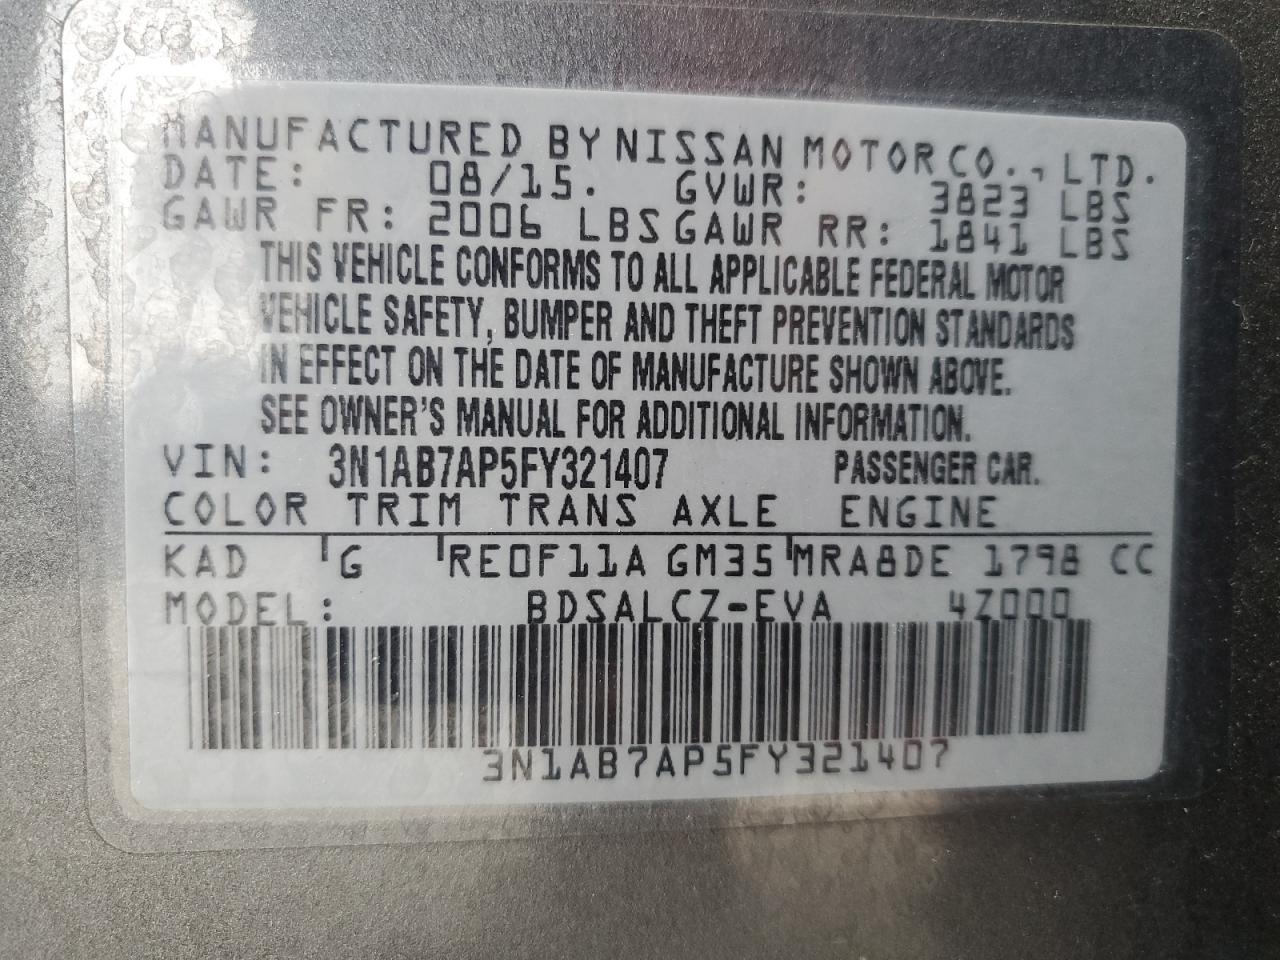 MANUFACTURED BY NISSAN MOTOR CO., LTD.
DATE: 08/15. GVWR: 3823 LBS
GAWR FR: 2006 LBS GAWR RR: 1841 LBS
THIS VEHICLE CONFORMS TO ALL APPLICABLE FEDERAL MOTOR
VEHICLE SAFETY, BUMPER AND THEFT PREVENTION STANDARDS
IN EFFECT ON THE DATE OF MANUFACTURE SHOWN ABOVE.
SEE OWNER'S MANUAL FOR ADDITIONAL INFORMATION.
VIN: 3N1AB7AP5FY321407 PASSENGER CAR.
COLOR TRIM TRANS AXLE ENGINE
KAD G RE0F11A GM35 MRA8DE 1798 CC
MODEL: BDSALCZ-EVA 4Z000
3N1AB7AP5FY321407